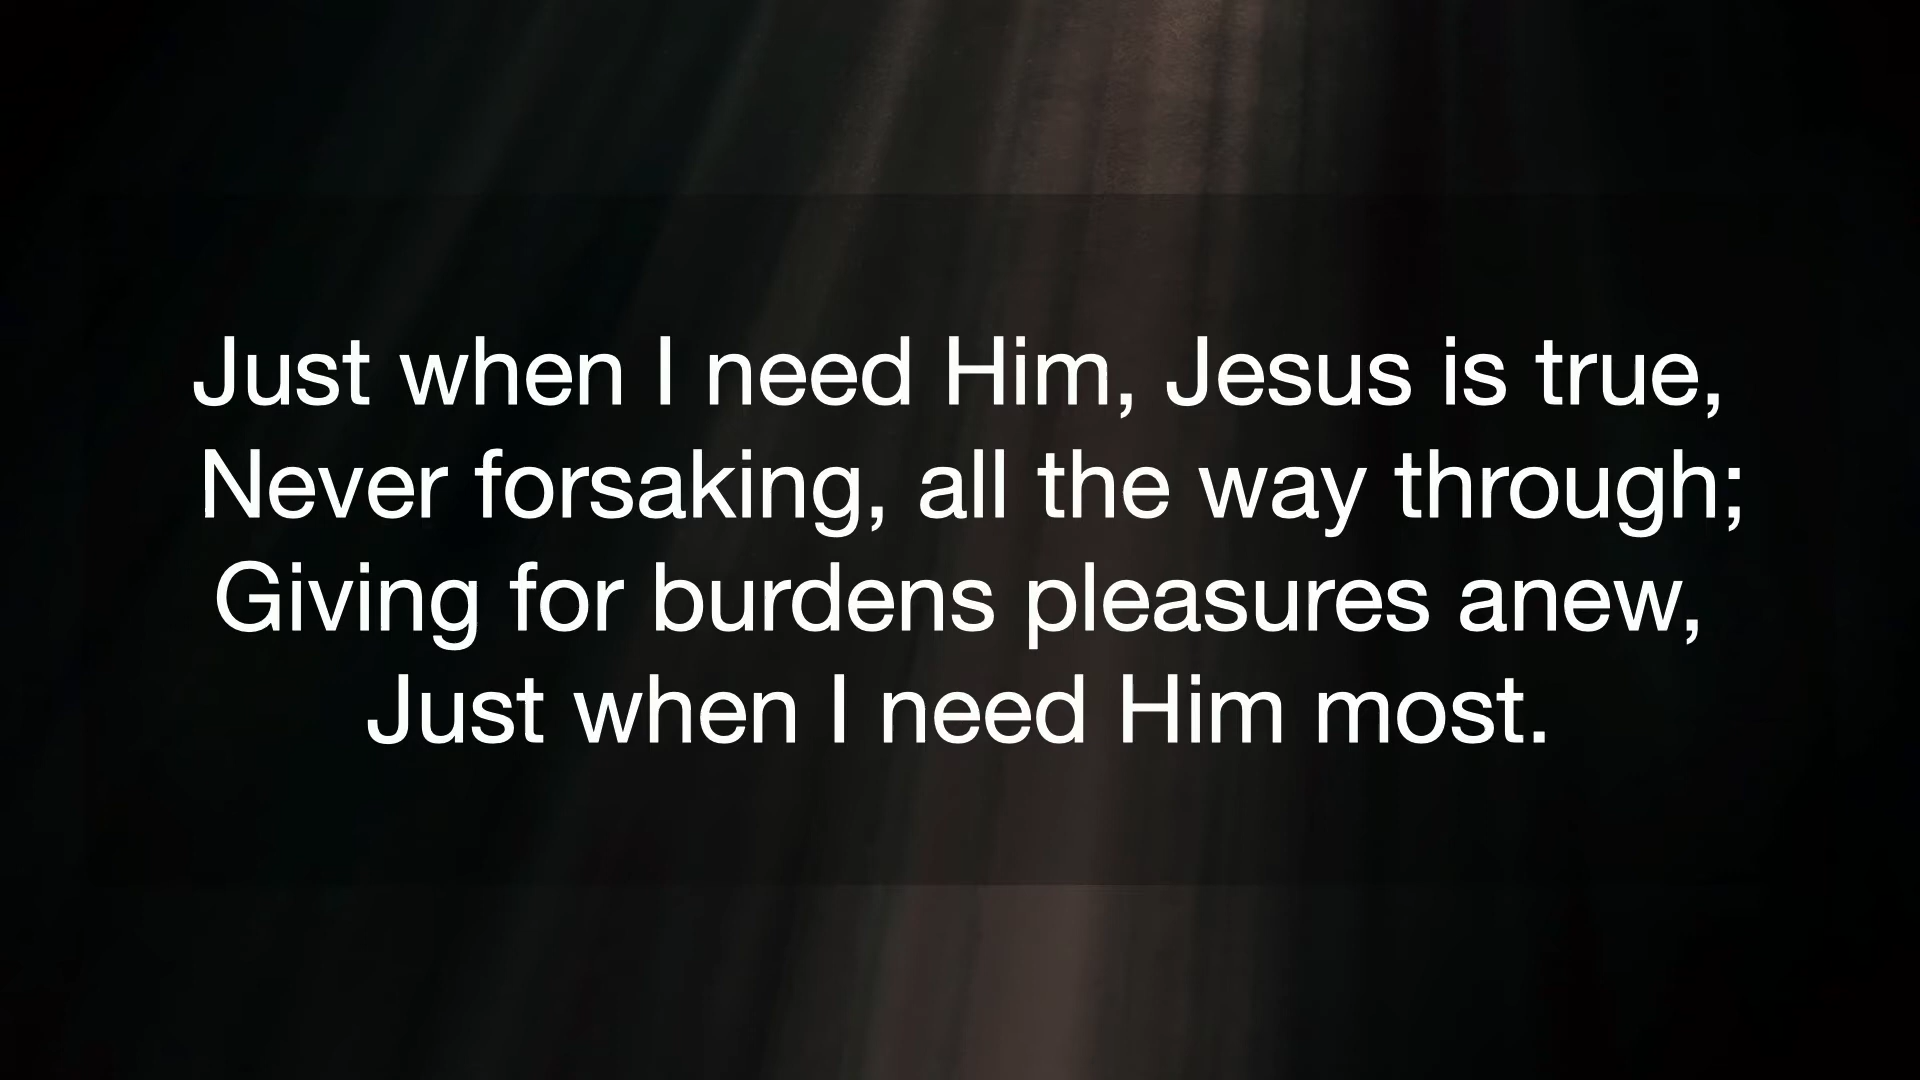 Just when I need Him, Jesus is true,
Never forsaking, all the way through;
Giving for burdens pleasures anew,
Just when I need Him most.